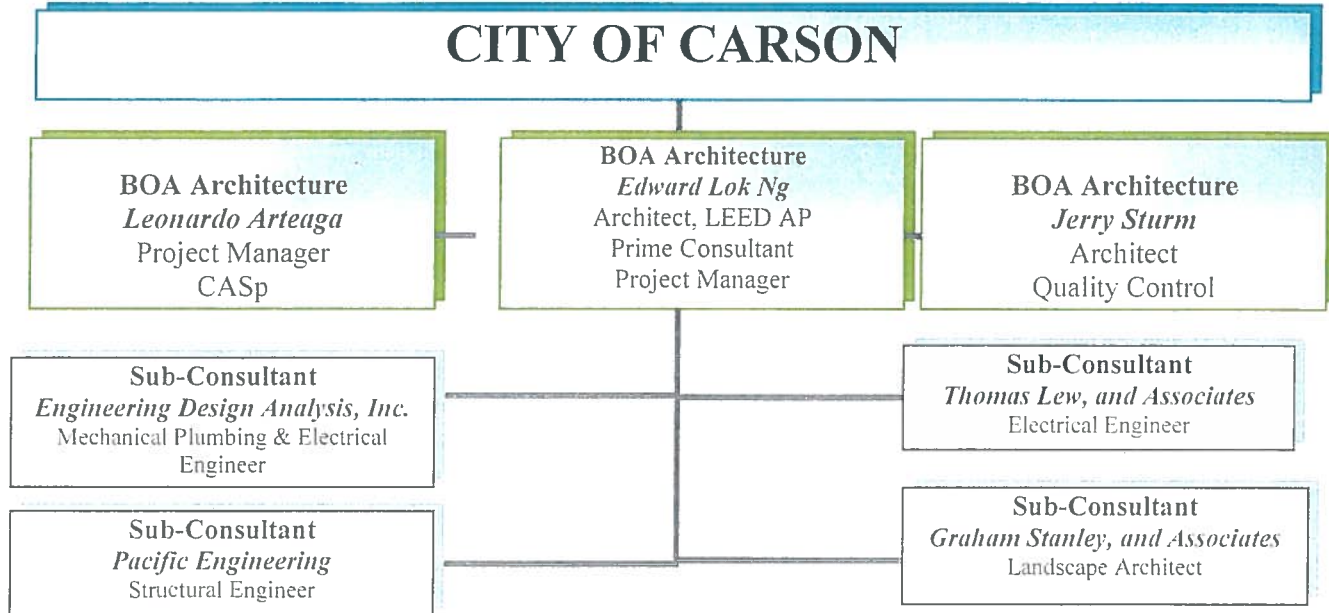 CITY OF CARSON
BOA Architecture
Leonardo Arteaga
Project Manager
CASp
BOA Architecture
Edward Lok Ng
Architect, LEED AP
Prime Consultant
Project Manager
BOA Architecture
Jerry Sturm
Architect
Quality Control
Sub-Consultant
Engineering Design Analysis, Inc.
Mechanical Plumbing & Electrical
Engineer
Sub-Consultant
Thomas Lew, and Associates
Electrical Engineer
Sub-Consultant
Pacific Engineering
Structural Engineer
Sub-Consultant
Graham Stanley, and Associates
Landscape Architect